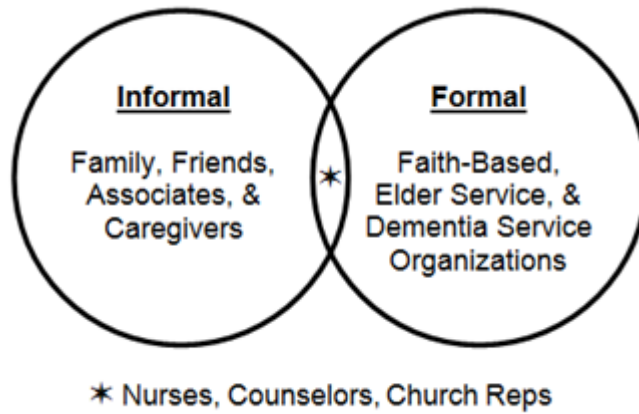 Informal
Family, Friends,
Associates, &
Caregivers
Formal
Faith-Based,
Elder Service, &
Dementia Service
Organizations
*
* Nurses, Counselors, Church Reps